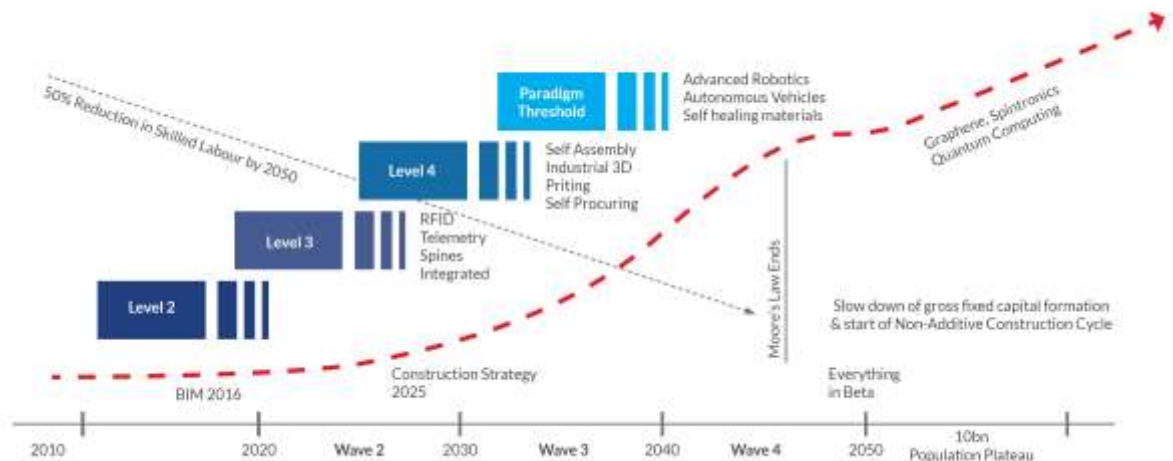 50% Reduction in Skilled Labour by 2050
Paradigm
Threshold
Advanced Robotics
Autonomous Vehicles
Self healing materials
Graphene, Spintronics
Quantum Computing
Level 4
Self Assembly
Industrial 3D
Priting
Self Procuring
Level 3
RFID
Telemetry
Spines
Integrated
Level 2
Moore's Law Ends
Slow down of gross fixed capital formation
& start of Non-Additive Construction Cycle
BIM 2016
Construction Strategy
2025
Everything
in Beta
2010 2020 Wave 2 2030 Wave 3 2040 Wave 4 2050 10bn
Population Plateau